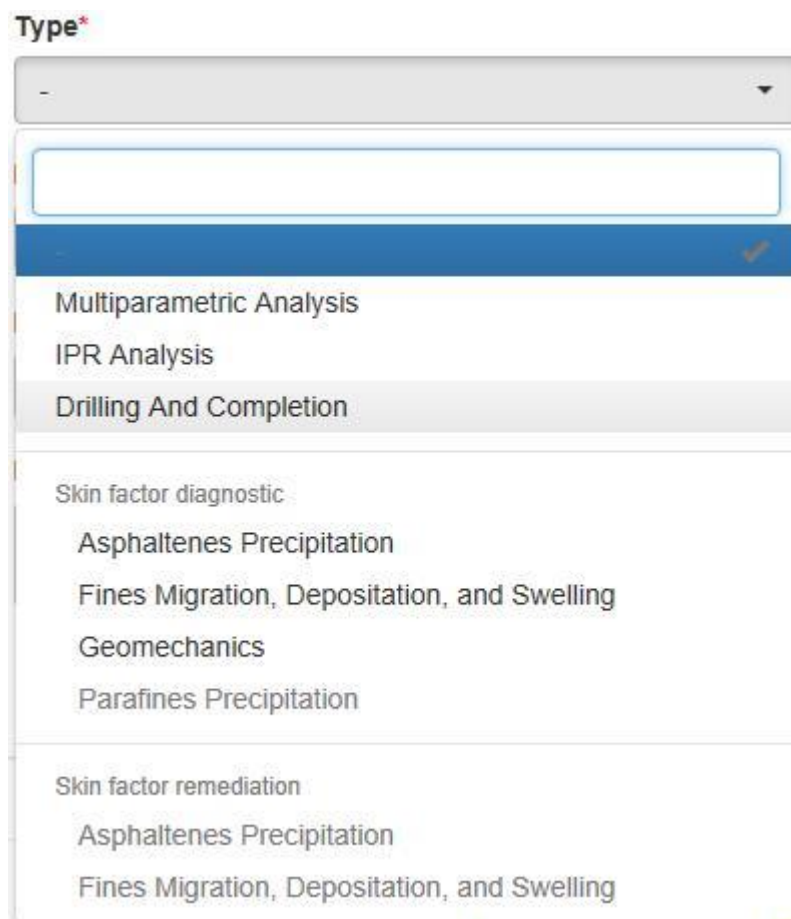 Type*
-
-
Multiparametric Analysis
IPR Analysis
Drilling And Completion
Skin factor diagnostic
Asphaltenes Precipitation
Fines Migration, Depositation, and Swelling
Geomechanics
Parafines Precipitation
Skin factor remediation
Asphaltenes Precipitation
Fines Migration, Depositation, and Swelling